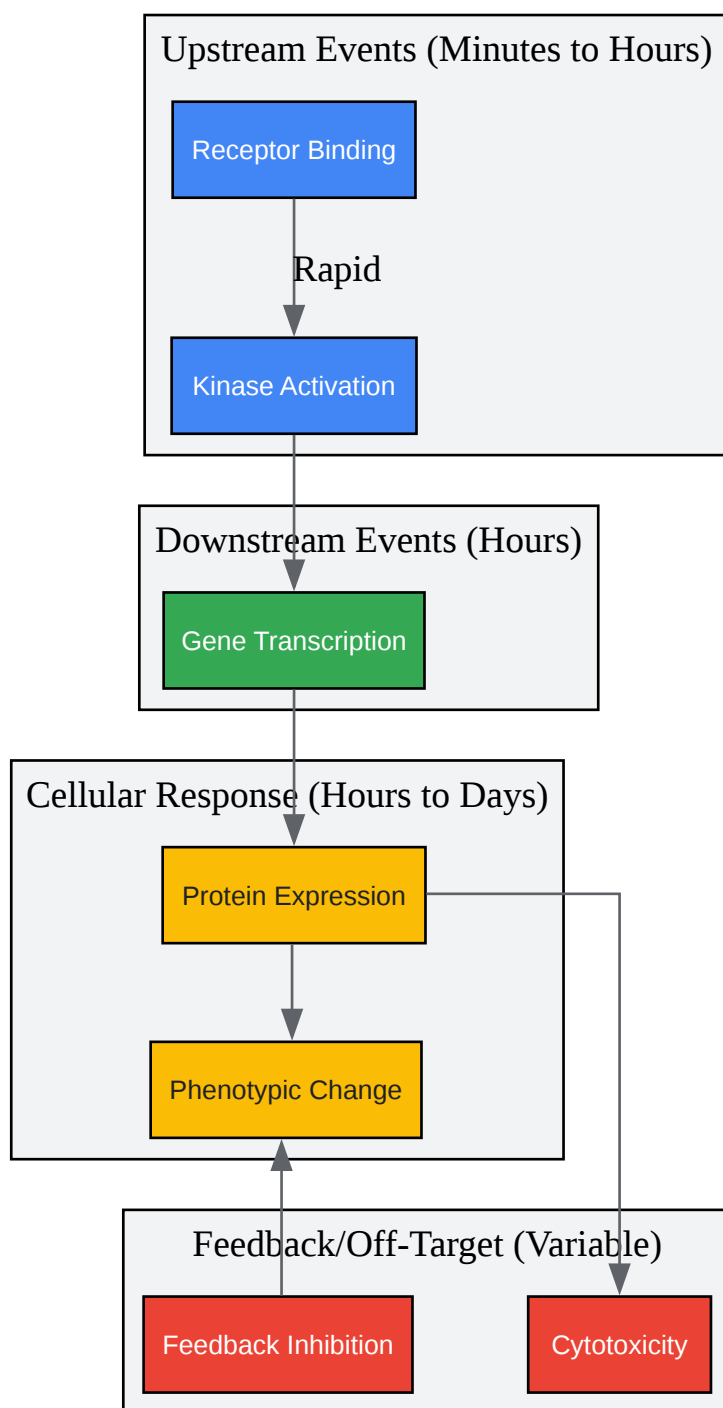 Upstream Events (Minutes to Hours)
Receptor Binding
Rapid
Kinase Activation
Downstream Events (Hours)
Gene Transcription
Cellular Response (Hours to Days)
Protein Expression
Phenotypic Change
Feedback/Off-Target (Variable)
Feedback Inhibition
Cytotoxicity